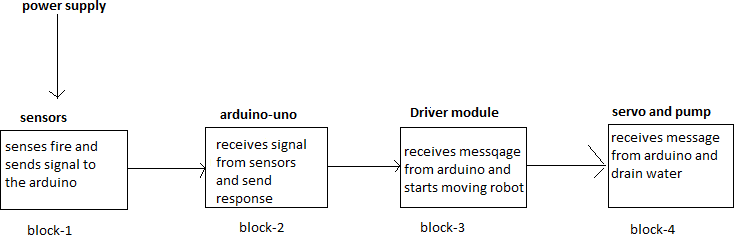 power supply
sensors
senses fire and
sends signal to
the arduino
block-1
arduino-uno
receives signal
from sensors
and send
response
block-2
Driver module
receives messqage
from arduino and
starts moving robot
block-3
servo and pump
receives message
from arduino and
drain water
block-4